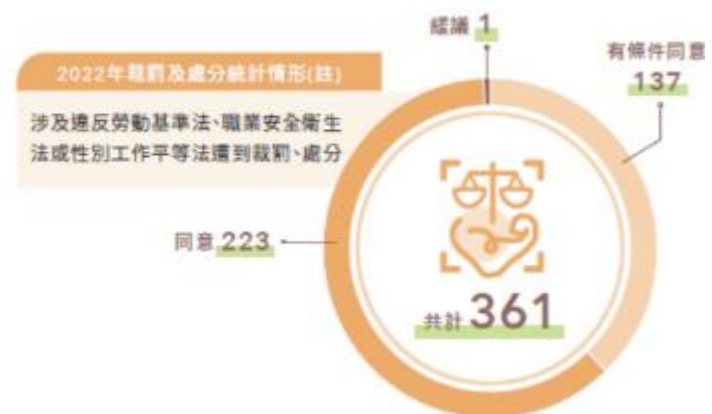 緩議 1
有條件同意
137
2022年裁罰及處分統計情形(註)
涉及違反勞動基準法、職業安全衛生
法或性別工作平等法遭到裁罰、處分
同意 223
共計 361